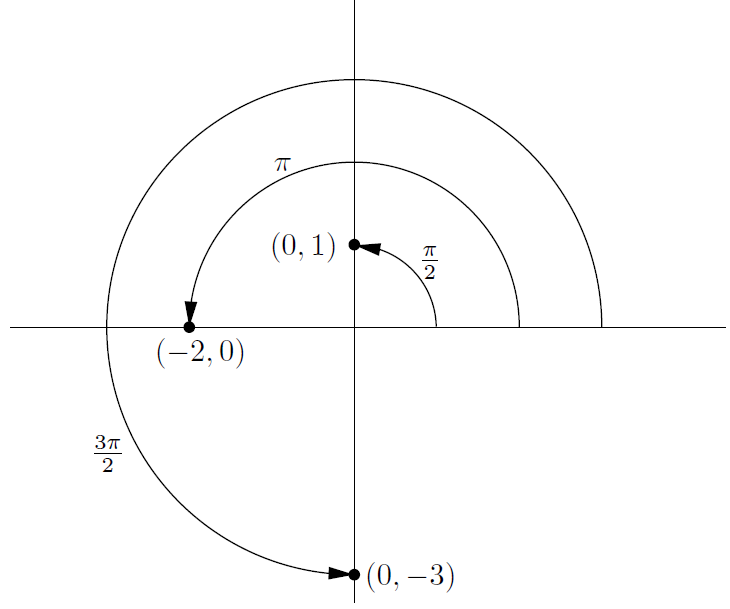 π
(0, 1)
π/2
(−2, 0)
3π/2
(0, −3)